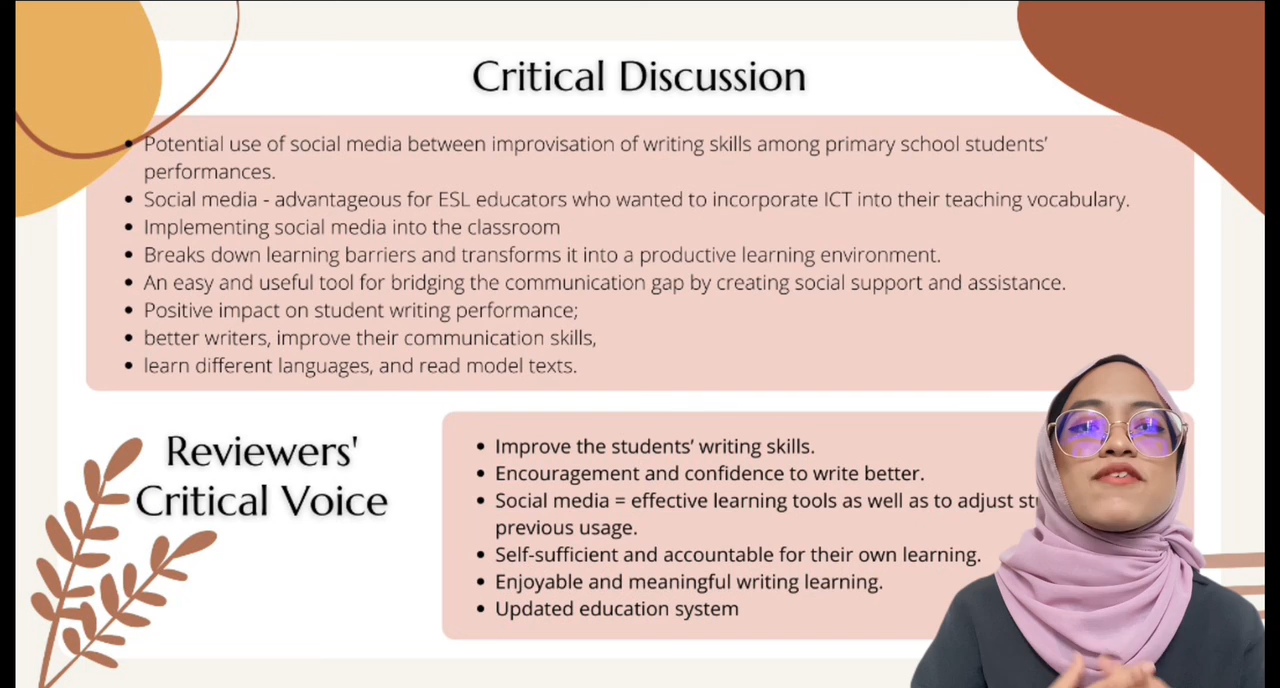 Critical Discussion
• Potential use of social media between improvisation of writing skills among primary school students’
performances.
• Social media - advantageous for ESL educators who wanted to incorporate ICT into their teaching vocabulary.
• Implementing social media into the classroom
• Breaks down learning barriers and transforms it into a productive learning environment.
• An easy and useful tool for bridging the communication gap by creating social support and assistance.
• Positive impact on student writing performance;
• better writers, improve their communication skills,
• learn different languages, and read model texts.
Reviewers'
Critical Voice
• Improve the students’ writing skills.
• Encouragement and confidence to write better.
• Social media = effective learning tools as well as to adjust
previous usage.
• Self-sufficient and accountable for their own learning.
• Enjoyable and meaningful writing learning.
• Updated education system